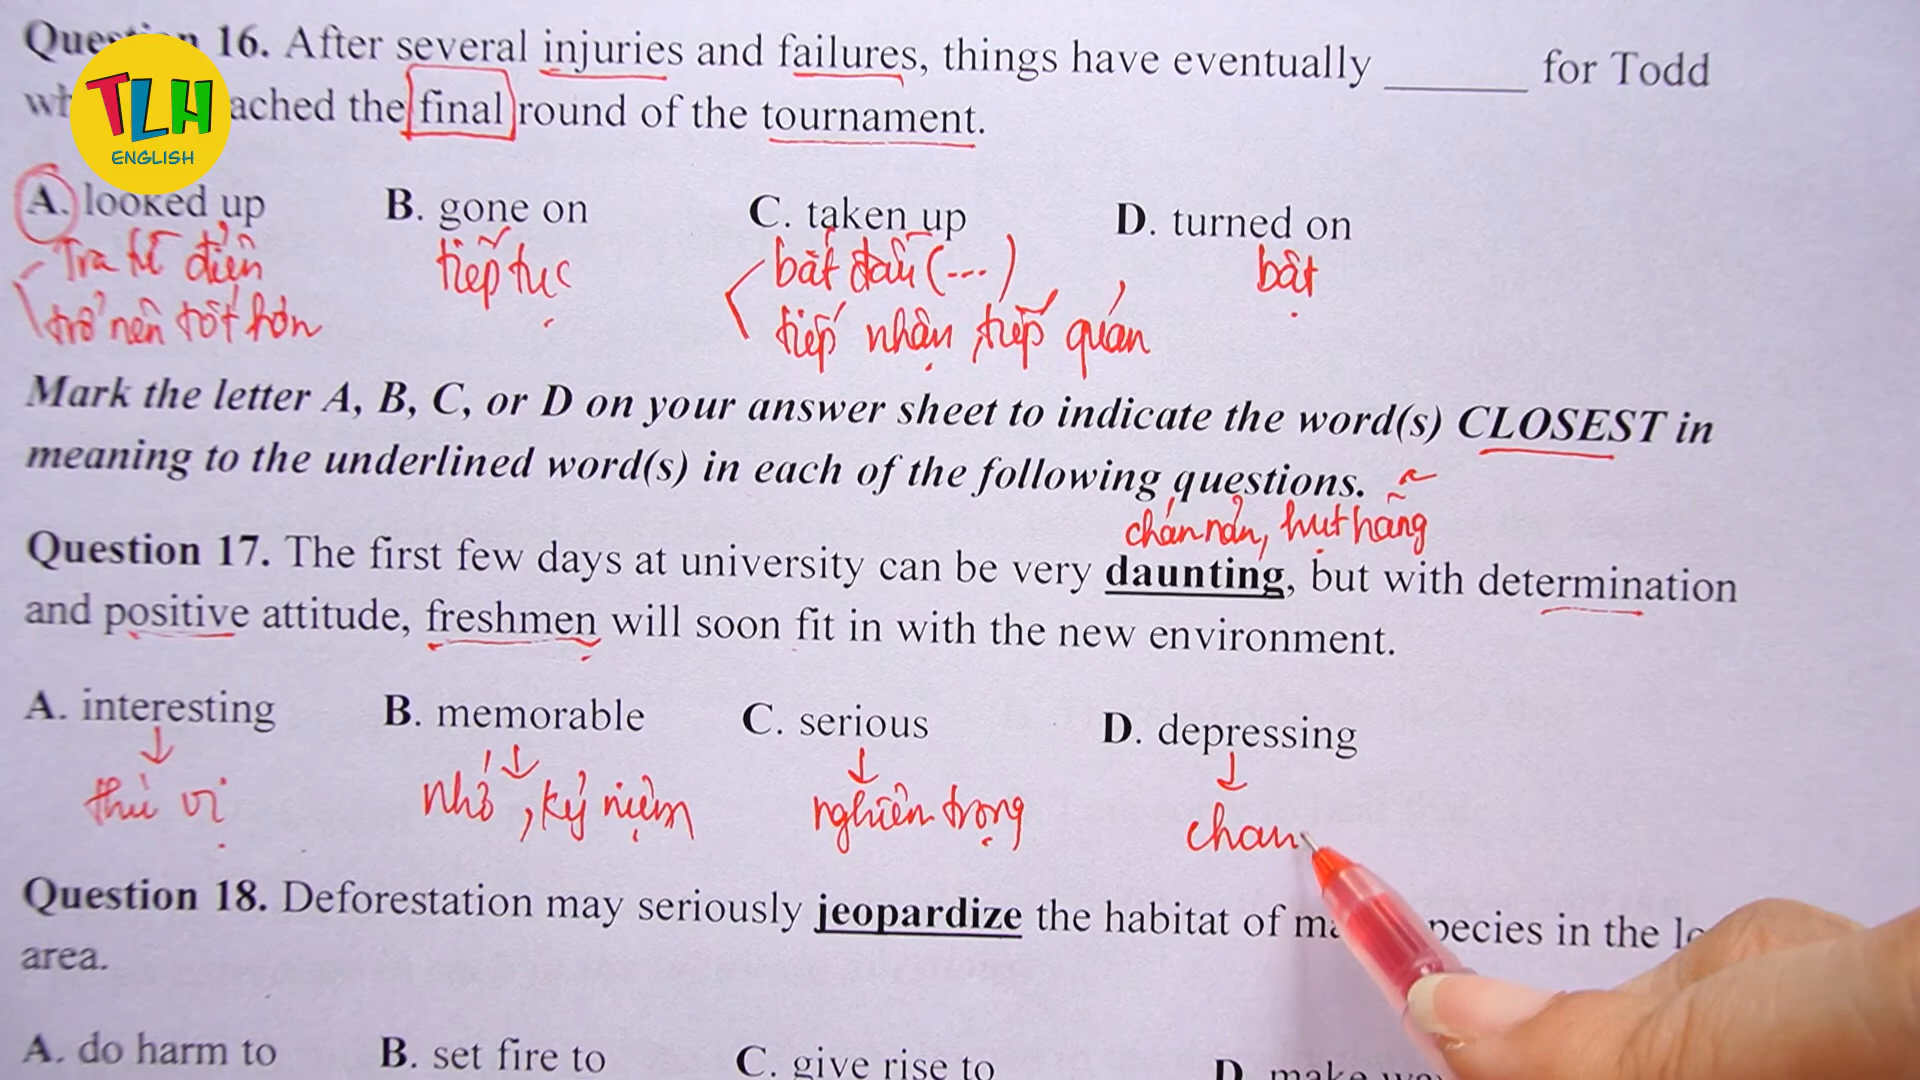 Question 16. After several injuries and failures, things have eventually ______ for Todd
ached the final round of the tournament.
TLH
ENGLISH
A. looked up B. gone on C. taken up D. turned on
Tra từ điển tiếp tục bắt đầu (...) bật
trở nên tốt hơn tiếp nhận, tiếp quản
Mark the letter A, B, C, or D on your answer sheet to indicate the word(s) CLOSEST in
meaning to the underlined word(s) in each of the following questions.
chán nản, hụt hẫng
Question 17. The first few days at university can be very daunting, but with determination
and positive attitude, freshmen will soon fit in with the new environment.
A. interesting B. memorable C. serious D. depressing
thú vị nhớ, kỷ niệm nghiêm trọng chan
Question 18. Deforestation may seriously jeopardize the habitat of pecies in the
area.
A. do harm to B. set fire to C. give rise to D. make